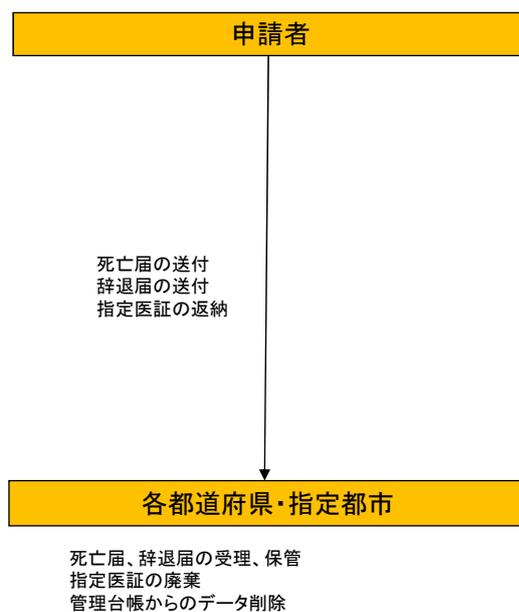 申請者
死亡届の送付
辞退届の送付
指定医証の返納
各都道府県・指定都市
死亡届、辞退届の受理、保管
指定医証の廃棄
管理台帳からのデータ削除